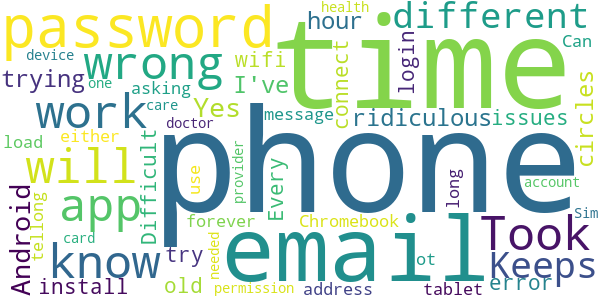 health
password
time
hour
different
device
wrong
wifi
connect
login
Can
trying
one
asking
I've
work
care
Yes
message
ridiculous
issues
circles
load
doctor
either
Difficult
phone
will
app
use
provider
Every
long
account
Android
tellong
card
forever
Chromebook
Sim
know
try
needed
email
ot
Took
Keeps
install
old
permission
address
tablet
error